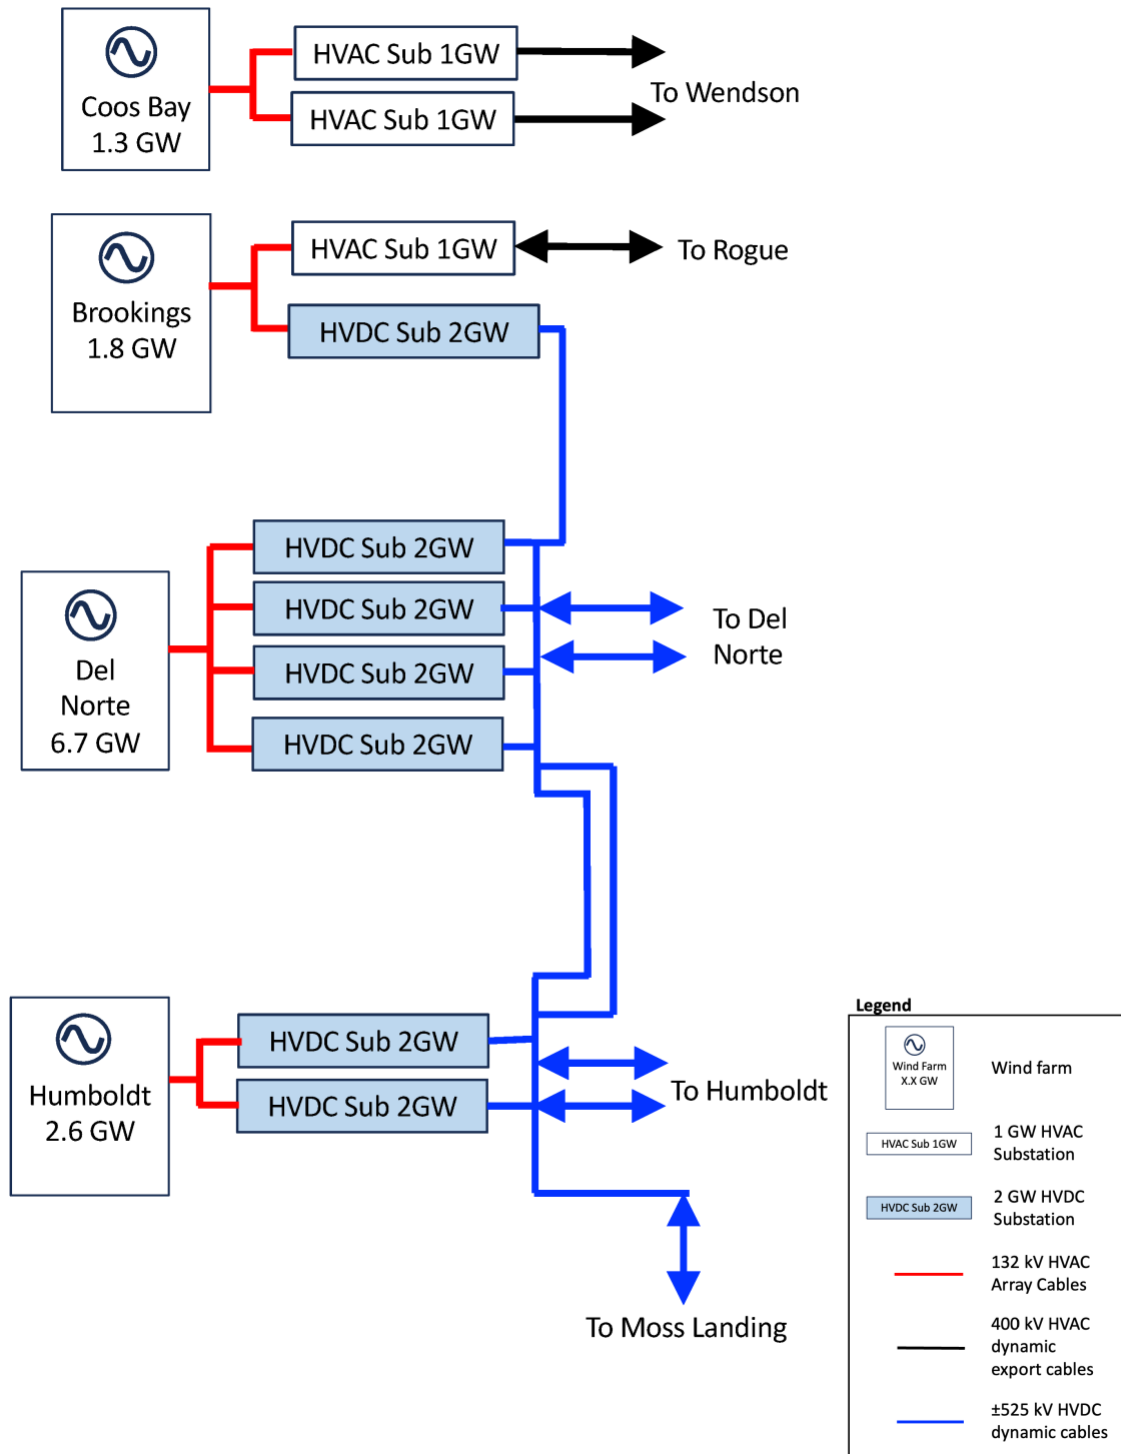 Coos Bay
1.3 GW
HVAC Sub 1GW
HVAC Sub 1GW
To Wendson
Brookings
1.8 GW
HVAC Sub 1GW
To Rogue
HVDC Sub 2GW
Del
Norte
6.7 GW
HVDC Sub 2GW
HVDC Sub 2GW
HVDC Sub 2GW
HVDC Sub 2GW
To Del
Norte
Humboldt
2.6 GW
HVDC Sub 2GW
HVDC Sub 2GW
To Humboldt
To Moss Landing
Legend
Wind Farm
X.X GW
Wind farm
HVAC Sub 1GW
1 GW HVAC
Substation
HVDC Sub 2GW
2 GW HVDC
Substation
132 kV HVAC
Array Cables
400 kV HVAC
dynamic
export cables
±525 kV HVDC
dynamic cables